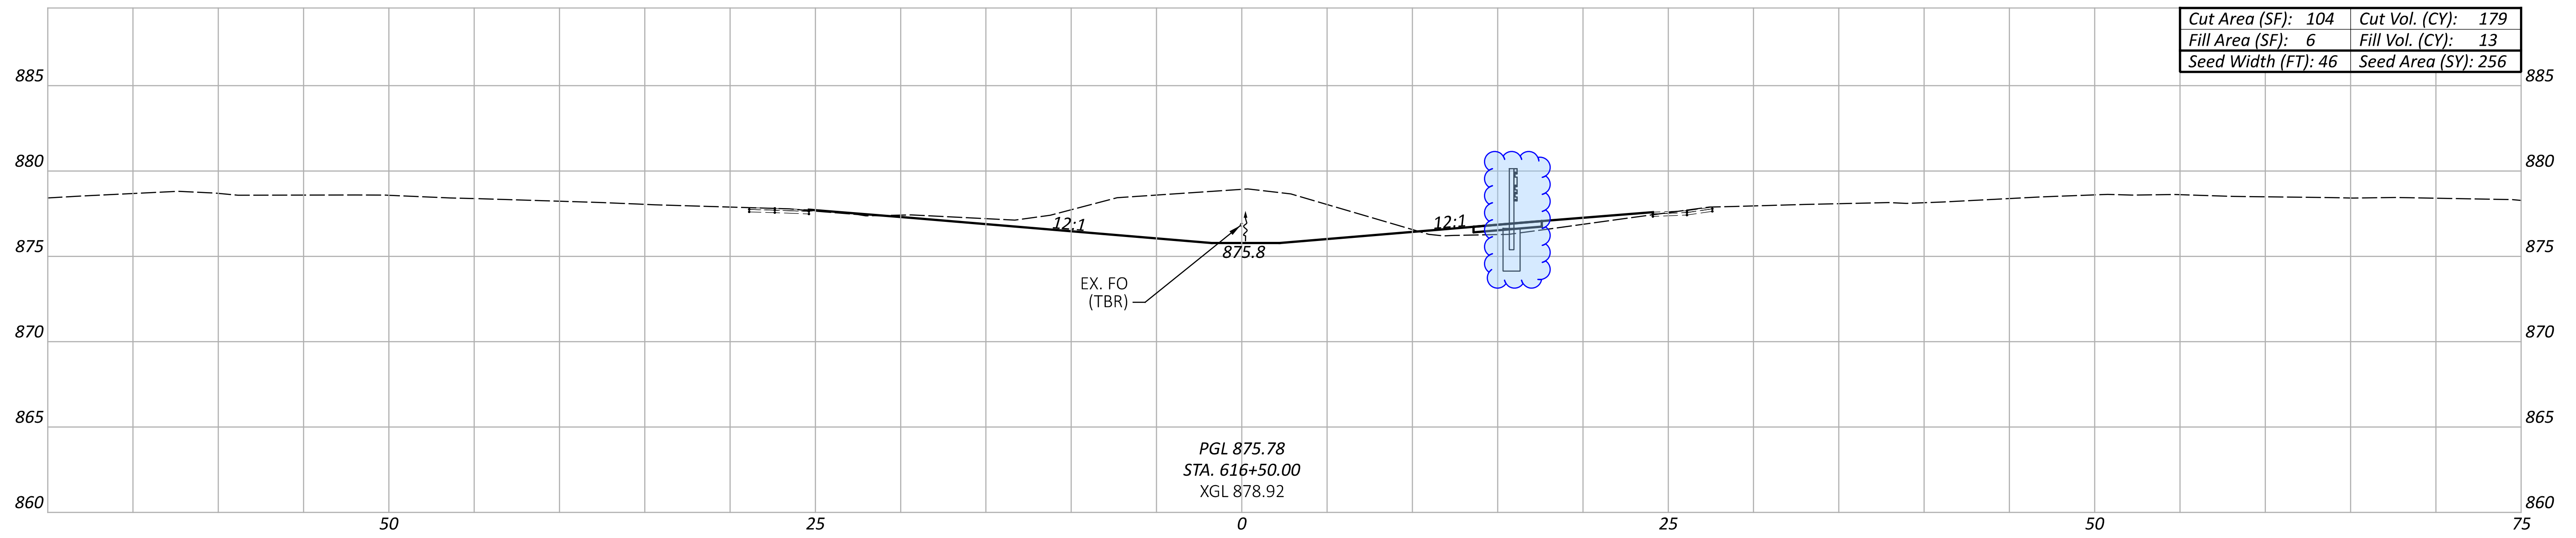 Cut Area (SF): 104 Cut Vol. (CY): 179
Fill Area (SF): 6 Fill Vol. (CY): 13
Seed Width (FT): 46 Seed Area (SY): 256
885 885
880 880
12:1 12:1
875 875.8 875
EX. FO
(TBR)
870 870
865 865
PGL 875.78
STA. 616+50.00
XGL 878.92
860 860
50 25 0 25 50 75